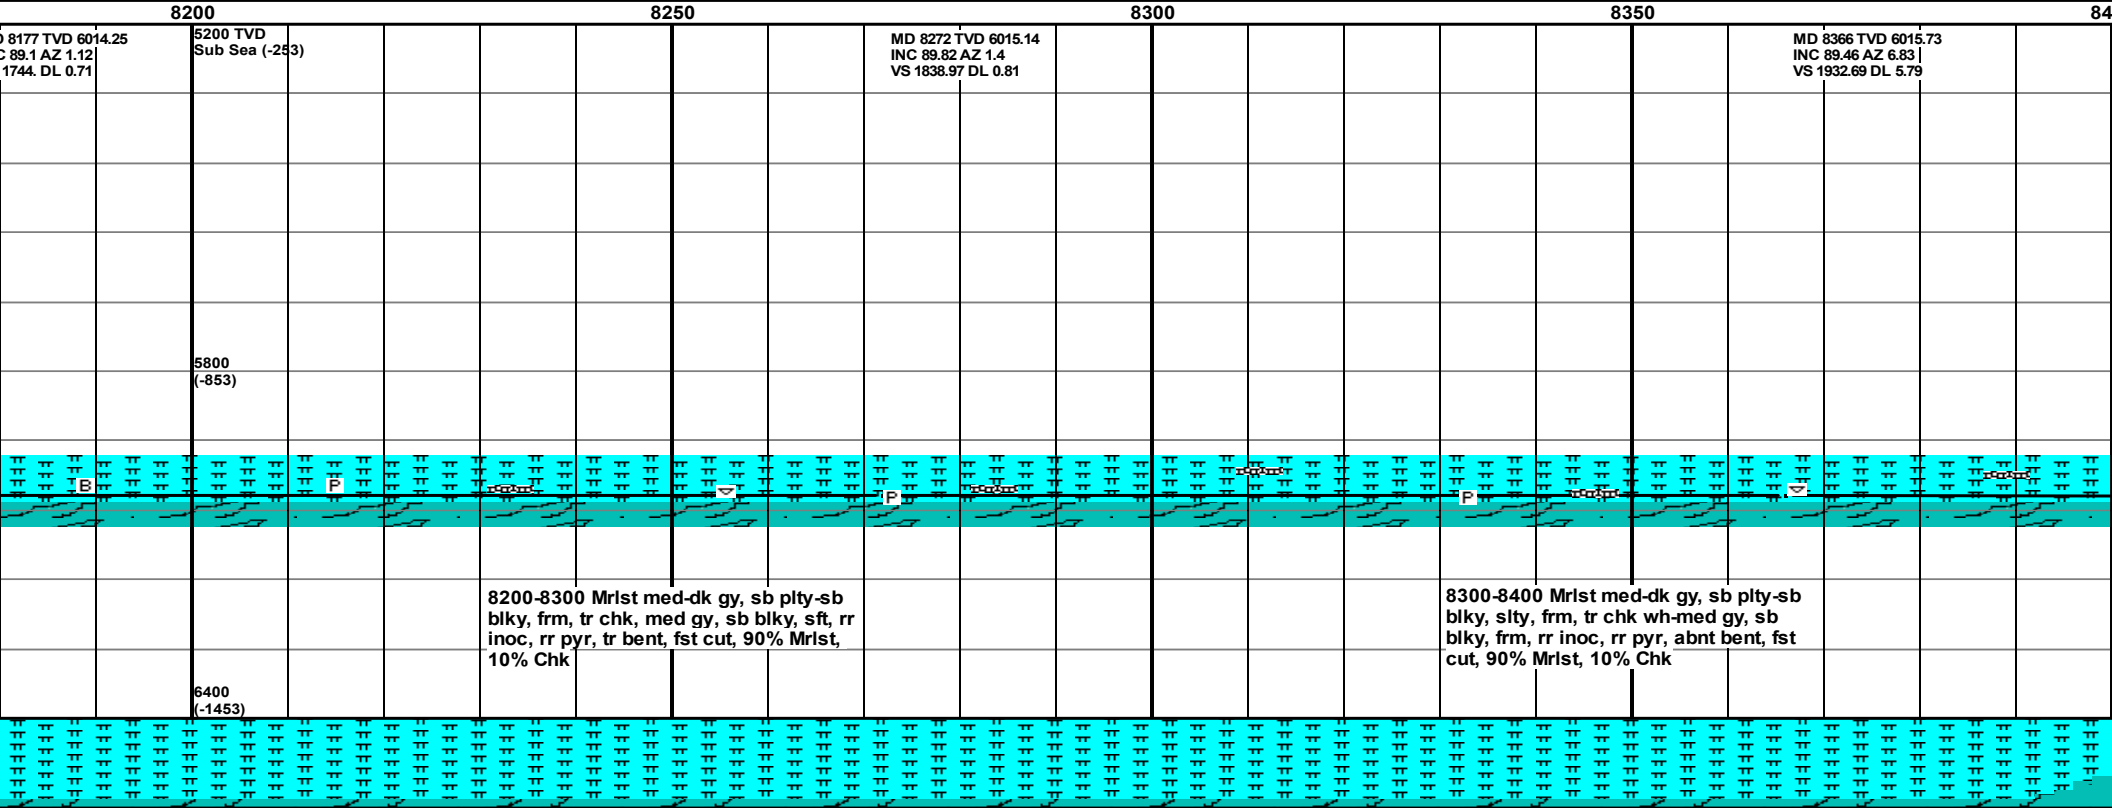 8200 8250 8300 8350 84
D 8177 TVD 6014.25
C 89.1 AZ 1.12
1744. DL 0.71
5200 TVD
Sub Sea (-253)
MD 8272 TVD 6015.14
INC 89.82 AZ 1.4
VS 1838.97 DL 0.81
MD 8366 TVD 6015.73
INC 89.46 AZ 6.83
VS 1932.69 DL 5.79
5800
(-853)
B P P P
8200-8300 Mrlst med-dk gy, sb plty-sb
blky, frm, tr chk, med gy, sb blky, sft, rr
inoc, rr pyr, tr bent, fst cut, 90% Mrlst,
10% Chk
8300-8400 Mrlst med-dk gy, sb plty-sb
blky, slty, frm, tr chk wh-med gy, sb
blky, frm, rr inoc, rr pyr, abnt bent, fst
cut, 90% Mrlst, 10% Chk
6400
(-1453)